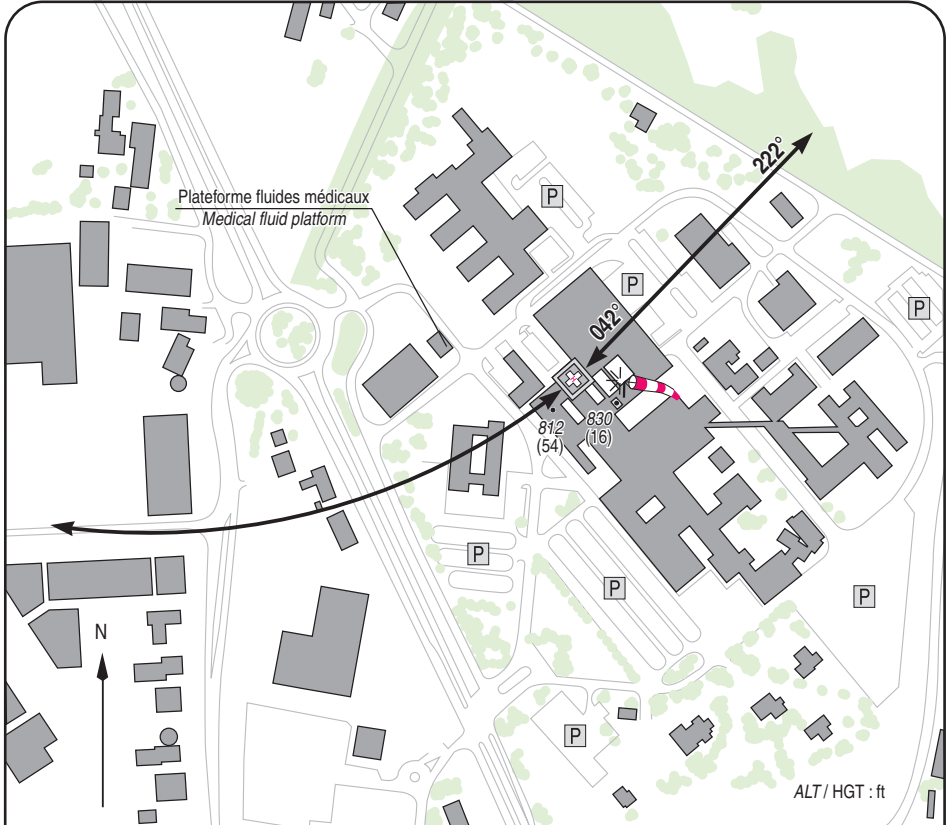 222°
P
Plateforme fluides médicaux
Medical fluid platform
P
P
042°
812
(54)
830
(16)
P
P
P
N
P
ALT / HGT : ft